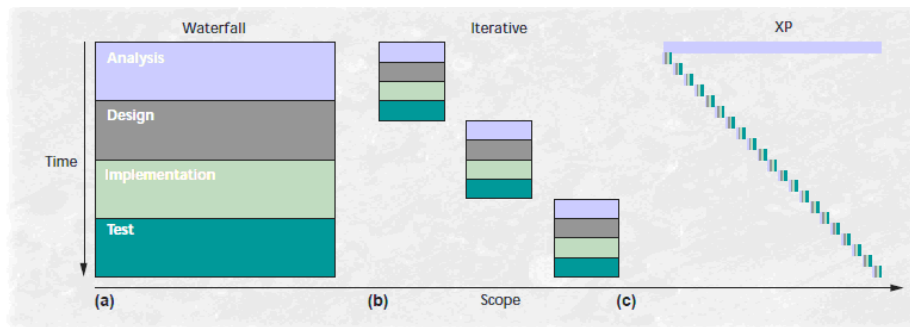 Waterfall
Iterative
XP
Analysis
Design
Time
Implementation
Test
(a)
(b)
Scope
(c)